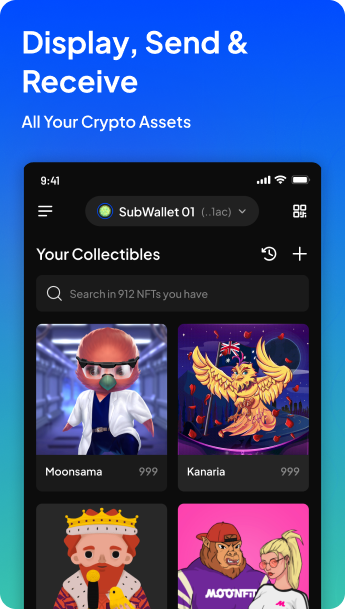 Display, Send &
Receive
All Your Crypto Assets
9:41
SubWallet 01 (..1ac)
Your Collectibles
Search in 912 NFTs you have
Moonsama 999
Kanaria 999
MOONFIT